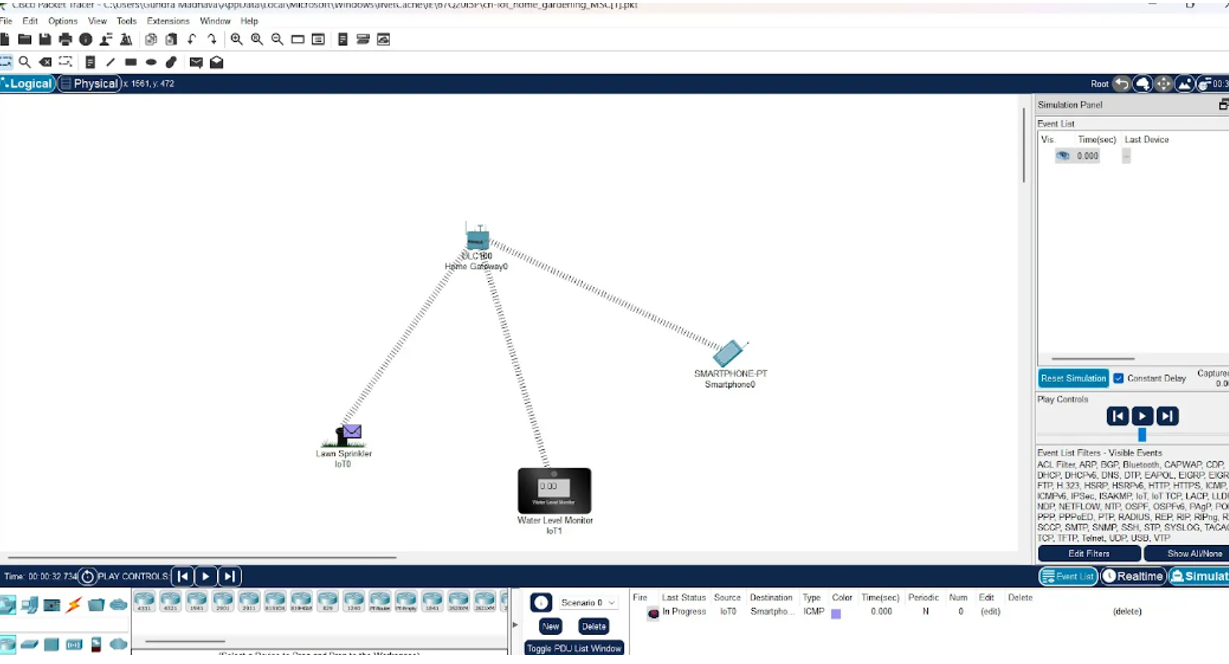 Cisco Packet Tracer - C:\Users\Gundra Madhava\AppData\Local\Microsoft\Windows\INetCache\IE\
File Edit Options View Tools Extensions Window Help
Logical Physical x: 1561, y: 472
Root
Simulation Panel
Event List
Vis. Time(sec) Last Device
0.000 --
DLC100
Home Gateway0
SMARTPHONE-PT
Smartphone0
Lawn Sprinkler
IoT0
0.00
Water Level Monitor
Water Level Monitor
IoT1
Reset Simulation Constant Delay Capture
0.0
Play Controls
Event List Filters - Visible Events
ACL Filter, ARP, BGP, Bluetooth, CAPWAP, CDP,
DHCP, DHCPv6, DNS, DTP, EAPOL, EIGRP, EIGR
FTP, H.323, HSRP, HSRPv6, HTTP, HTTPS, ICMP,
ICMPv6, IPSec, ISAKMP, IoT, IoT TCP, LACP, LLD
NDP, NETFLOW, NTP, OSPF, OSPFv6, PAgP, PO
PPP, PPPoED, PTP, RADIUS, REP, RIP, RIPng, R
SCCP, SMTP, SNMP, SSH, STP, SYSLOG, TACA
TCP, TFTP, Telnet, UDP, USB, VTP
Edit Filters Show All/None
Time: 00:00:32.734 PLAY CONTROLS:
Event List Realtime Simulat
4331 4321 1941 2901 2911 819IOX 819HGW 829 1240 PT-Router PT-Empty 1841 2620XM 2621XM
Scenario 0
New Delete
Toggle PDU List Window
Fire Last Status Source Destination Type Color Time(sec) Periodic Num Edit Delete
In Progress IoT0 Smartpho... ICMP 0.000 N 0 (edit) (delete)
(Select a Device to Drag and Drop to the Workspace)